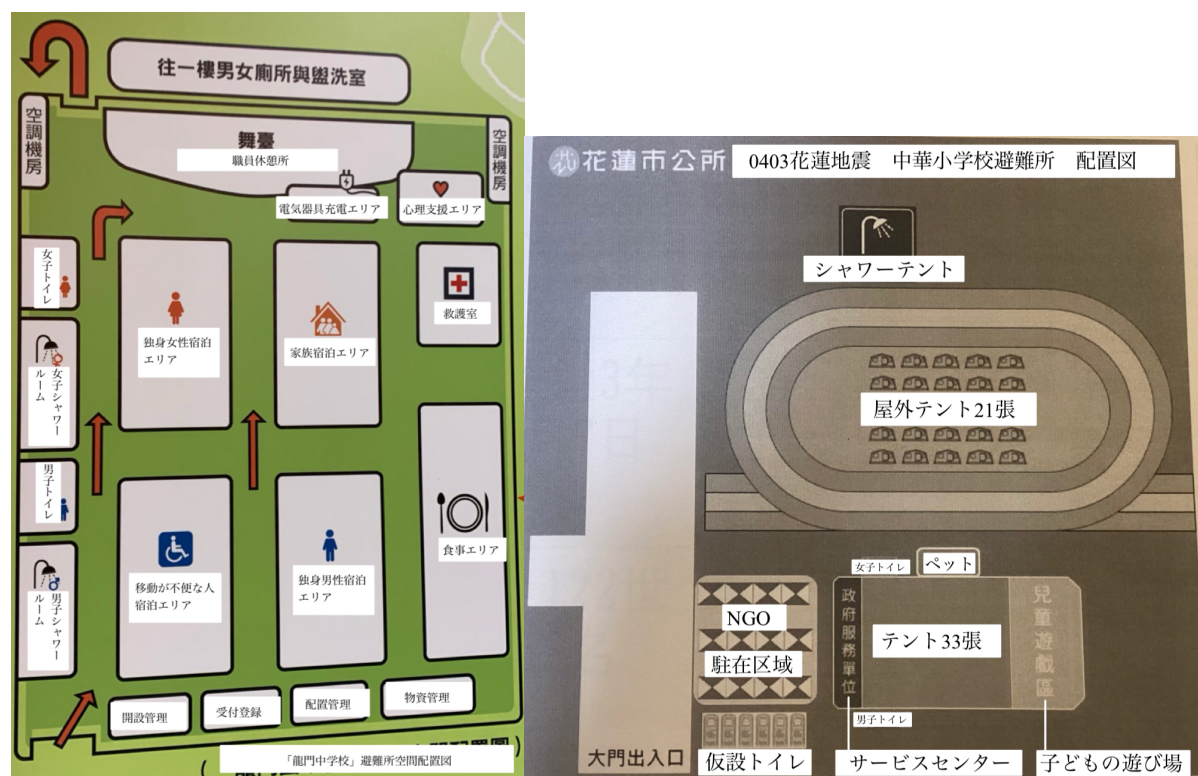 往一樓男女廁所與盥洗室
空調機房
舞臺
職員休憩所
空調機房
電気器具充電エリア
心理支援エリア
女子トイレ
独身女性宿泊
エリア
家族宿泊エリア
救護室
女子シャワー
ルーム
男子トイレ
移動が不便な人
宿泊エリア
独身男性宿泊
エリア
食事エリア
男子シャワー
ルーム
開設管理
受付登録
配置管理
物資管理
「龍門中学校」避難所空間配置図
花蓮市公所
0403花蓮地震 中華小学校避難所 配置図
シャワーテント
屋外テント21張
女子トイレ
ペット
NGO
駐在区域
政府服務單位
テント33張
兒童遊戲區
男子トイレ
大門出入口
仮設トイレ
サービスセンター
子どもの遊び場